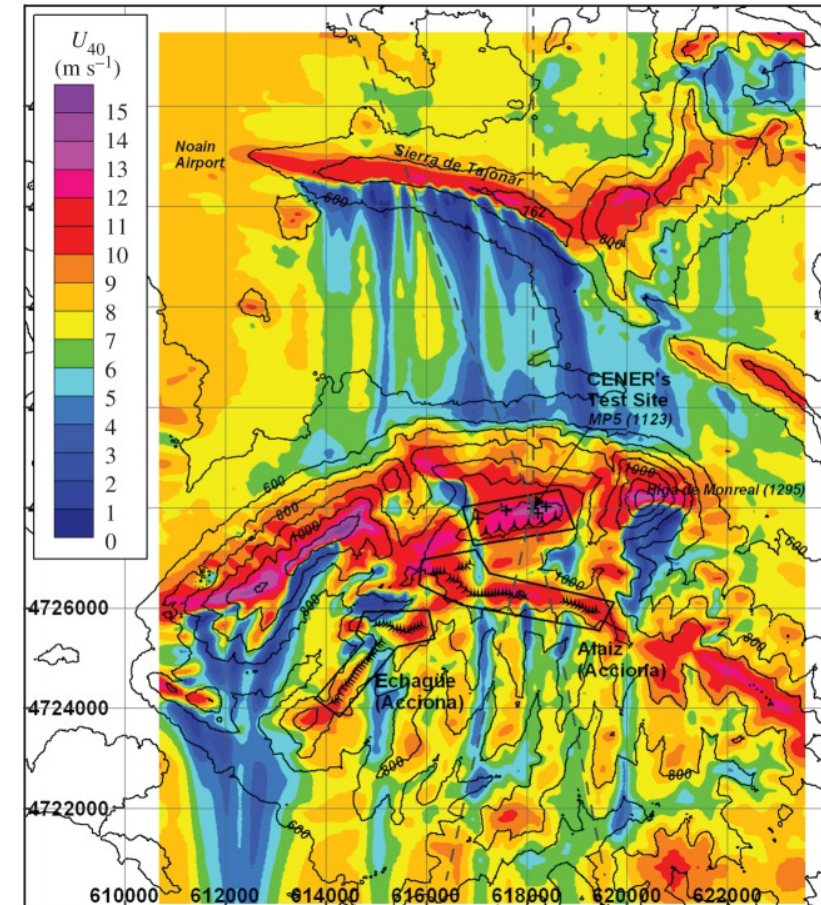 U40
(m s−1)
15
14
13
12
11
10
9
8
7
6
5
4
3
2
1
0
Noain
Airport
Sierra de Tajonar
600
762
800
CENER's
Test Site
MP5 (1123)
1000
Higa de Monreal (1295)
600
800
1000
600
1000
800
800
Alaiz
(Acciona)
Echagüe
(Acciona)
800
800
600
4726000
4724000
4722000
610000 612000 614000 616000 618000 620000 622000